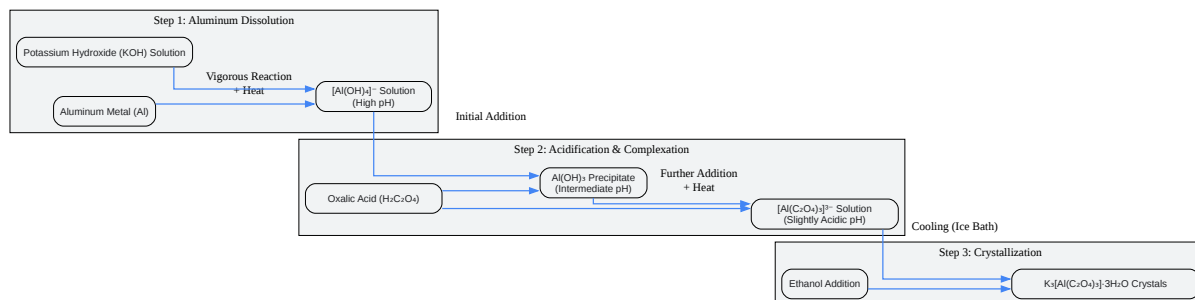 Step 1: Aluminum Dissolution
Potassium Hydroxide (KOH) Solution
Vigorous Reaction
+ Heat
Aluminum Metal (Al)
[Al(OH)₄]⁻ Solution
(High pH)
Initial Addition
Step 2: Acidification & Complexation
Oxalic Acid (H₂C₂O₄)
Al(OH)₃ Precipitate
(Intermediate pH)
Further Addition
+ Heat
[Al(C₂O₄)₃]³⁻ Solution
(Slightly Acidic pH)
Cooling (Ice Bath)
Step 3: Crystallization
Ethanol Addition
K₃[Al(C₂O₄)₃]·3H₂O Crystals